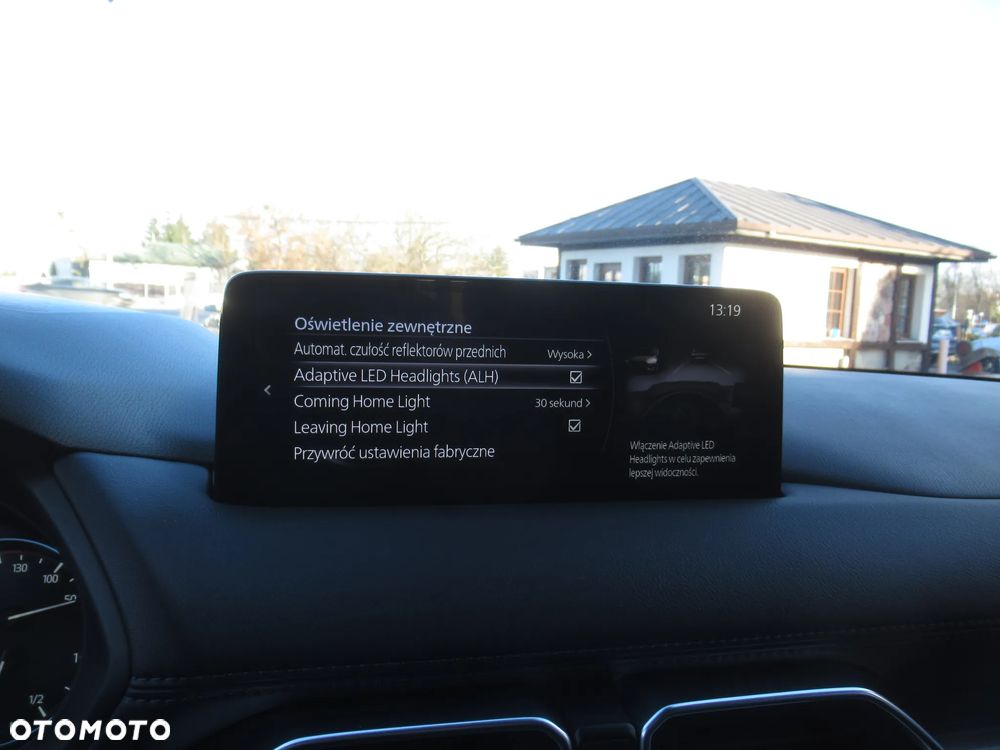 13:19
Oświetlenie zewnętrzne
Automat. czułość reflektorów przednich Wysoka >
Adaptive LED Headlights (ALH)
Coming Home Light 30 sekund >
Leaving Home Light
Przywróć ustawienia fabryczne
Włączenie Adaptive LED
Headlights w celu zapewnienia
lepszej widoczności.
130
100
50
1
1/2
OTOMOTO